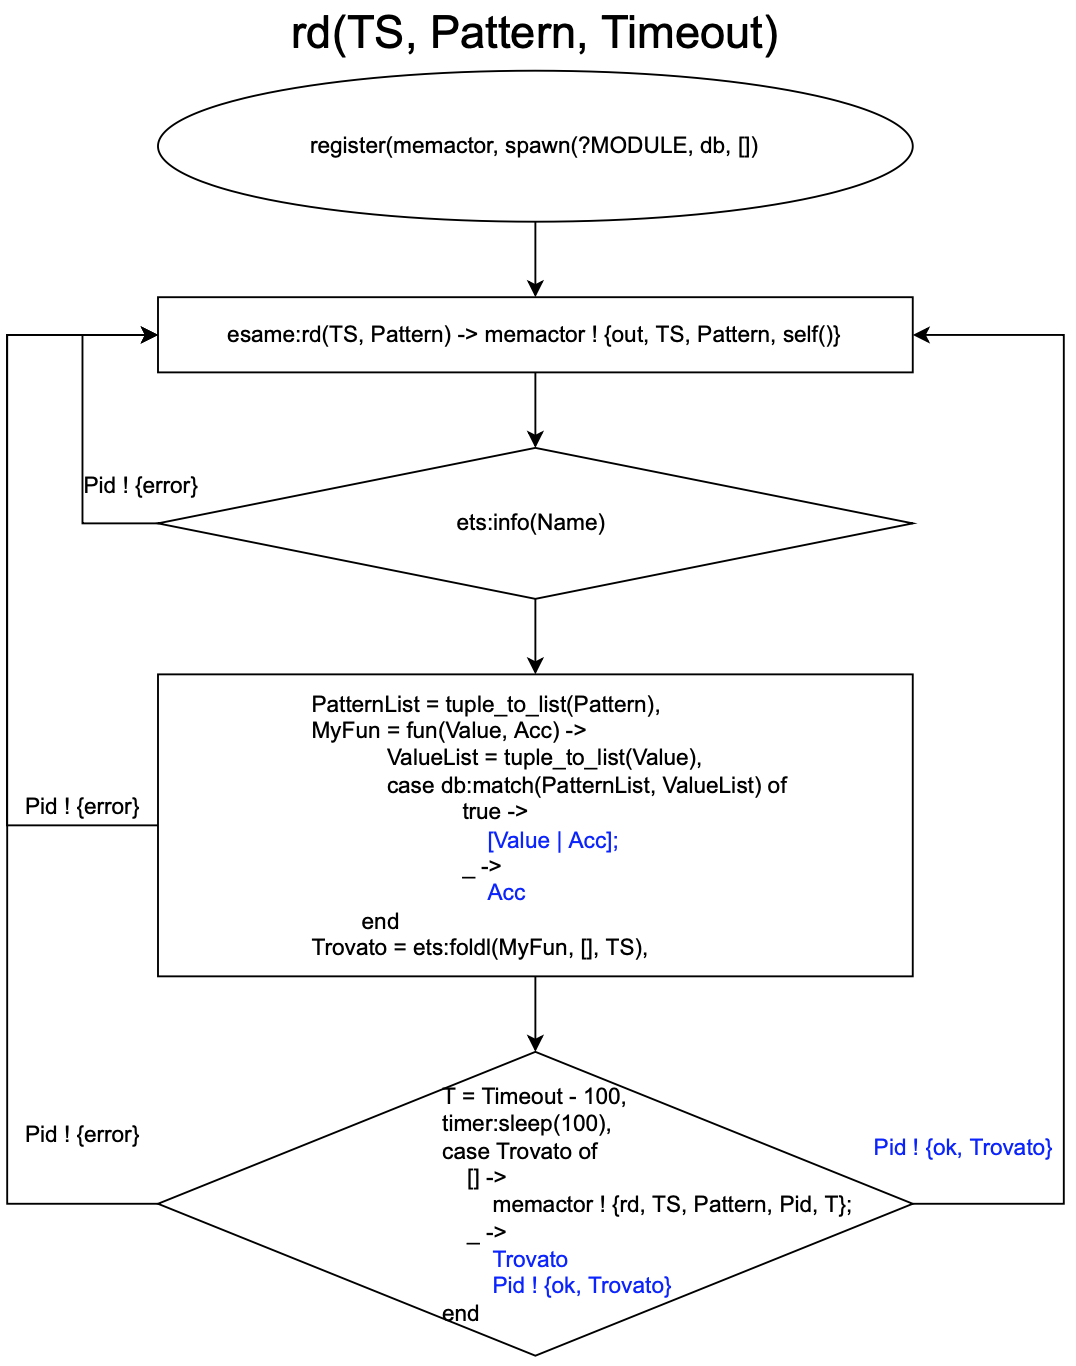 rd(TS, Pattern, Timeout)
register(memactor, spawn(?MODULE, db, [])
esame:rd(TS, Pattern) -> memactor ! {out, TS, Pattern, self()}
Pid ! {error}
ets:info(Name)
PatternList = tuple_to_list(Pattern),
MyFun = fun(Value, Acc) ->
ValueList = tuple_to_list(Value),
case db:match(PatternList, ValueList) of
true ->
[Value | Acc];
_ ->
Acc
end
Trovato = ets:foldl(MyFun, [], TS),
Pid ! {error}
T = Timeout - 100,
timer:sleep(100),
case Trovato of
[] ->
memactor ! {rd, TS, Pattern, Pid, T};
_ ->
Trovato
Pid ! {ok, Trovato}
end
Pid ! {error}
Pid ! {ok, Trovato}